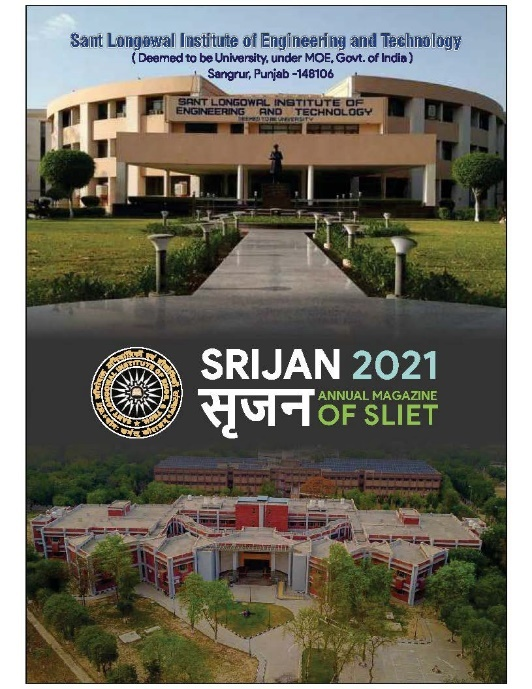 Sant Longowal Institute of Engineering and Technology
( Deemed to be University, under MOE, Govt. of India )
Sangrur, Punjab -148106
SANT LONGOWAL INSTITUTE OF
ENGINEERING AND TECHNOLOGY
DEEMED TO BE UNIVERSITY
SRIJAN 2021
सृजन
ANNUAL MAGAZINE
OF SLIET